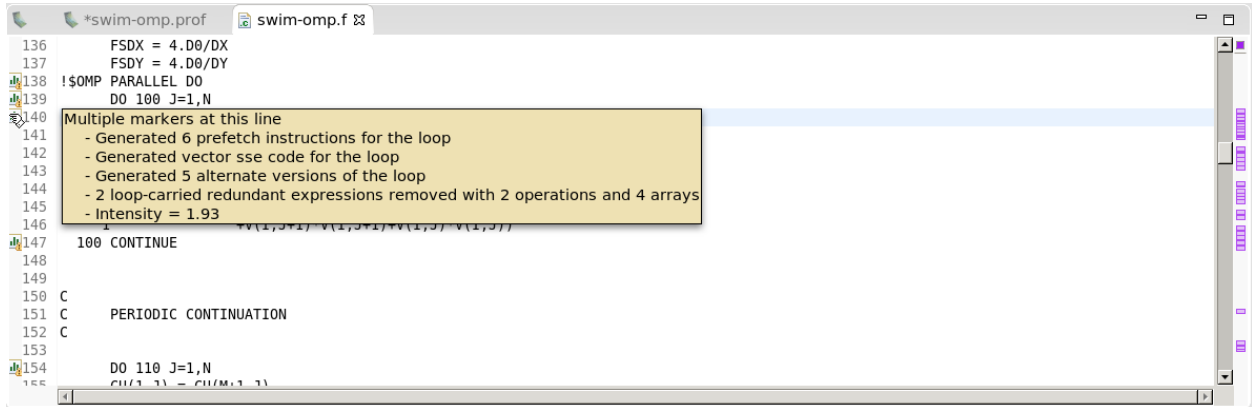 *swim-omp.prof swim-omp.f
136 FSDX = 4.D0/DX
137 FSDY = 4.D0/DY
138 !$OMP PARALLEL DO
139 DO 100 J=1,N
140 Multiple markers at this line
141 - Generated 6 prefetch instructions for the loop
142 - Generated vector sse code for the loop
143 - Generated 5 alternate versions of the loop
144 - 2 loop-carried redundant expressions removed with 2 operations and 4 arrays
145 - Intensity = 1.93
146
147 100 CONTINUE
148
149
150 C
151 C PERIODIC CONTINUATION
152 C
153
154 DO 110 J=1,N
155